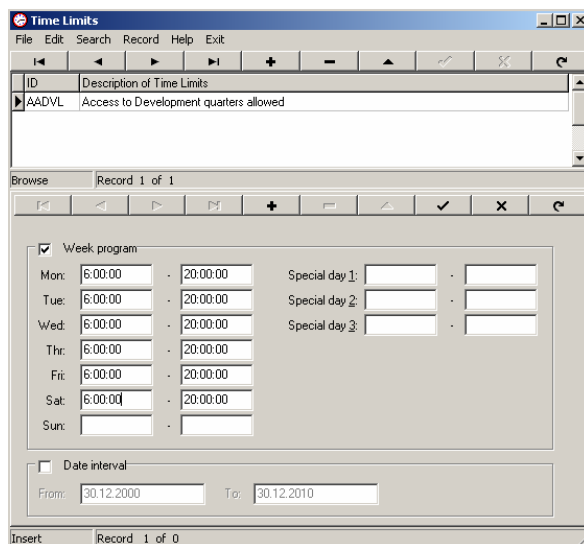 Time Limits
File Edit Search Record Help Exit
ID Description of Time Limits
AADVL Access to Development quarters allowed
Browse Record 1 of 1
Week program
Mon: 6:00:00 - 20:00:00 Special day 1: -
Tue: 6:00:00 - 20:00:00 Special day 2: -
Wed: 6:00:00 - 20:00:00 Special day 3: -
Thr: 6:00:00 - 20:00:00
Fri: 6:00:00 - 20:00:00
Sat: 6:00:00 - 20:00:00
Sun: -
Date interval
From: 30.12.2000 To: 30.12.2010
Insert Record 1 of 0